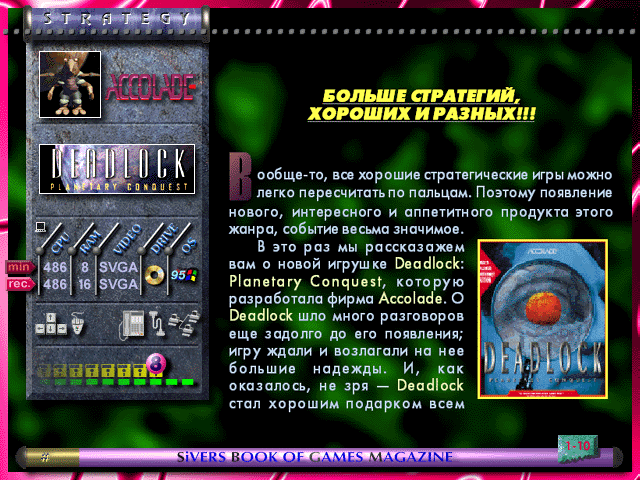 STRATEGY
ACCOLADE
DEADLOCK
PLANETARY CONQUEST
CPU RAM VIDEO DRIVE OS
min 486 8 SVGA 95
rec. 486 16 SVGA
8
БОЛЬШЕ СТРАТЕГИЙ,
ХОРОШИХ И РАЗНЫХ!!!
Вообще-то, все хорошие стратегические игры можно
легко пересчитать по пальцам. Поэтому появление
нового, интересного и аппетитного продукта этого
жанра, событие весьма значимое.
В это раз мы расскажем
вам о новой игрушке Deadlock:
Planetary Conquest, которую
разработала фирма Accolade. О
Deadlock шло много разговоров
еще задолго до его появления;
игру ждали и возлагали на нее
большие надежды. И, как
оказалось, не зря — Deadlock
стал хорошим подарком всем
ACCOLADE
DEADLOCK
PLANETARY CONQUEST
#
SiVERS BOOK OF GAMES MAGAZINE
1-10